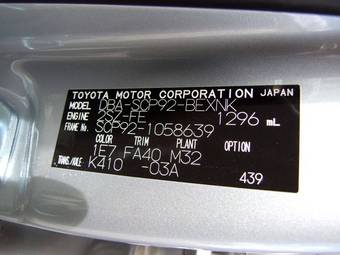 TOYOTA MOTOR CORPORATION JAPAN
MODEL DBA-SCP92-BEXNK
ENGINE 2SZ-FE 1296 mL
FRAME No. SCP92-1058639
COLOR TRIM PLANT OPTION
1E7 FA40 M32
TRANS./AXLE K410 -03A
439